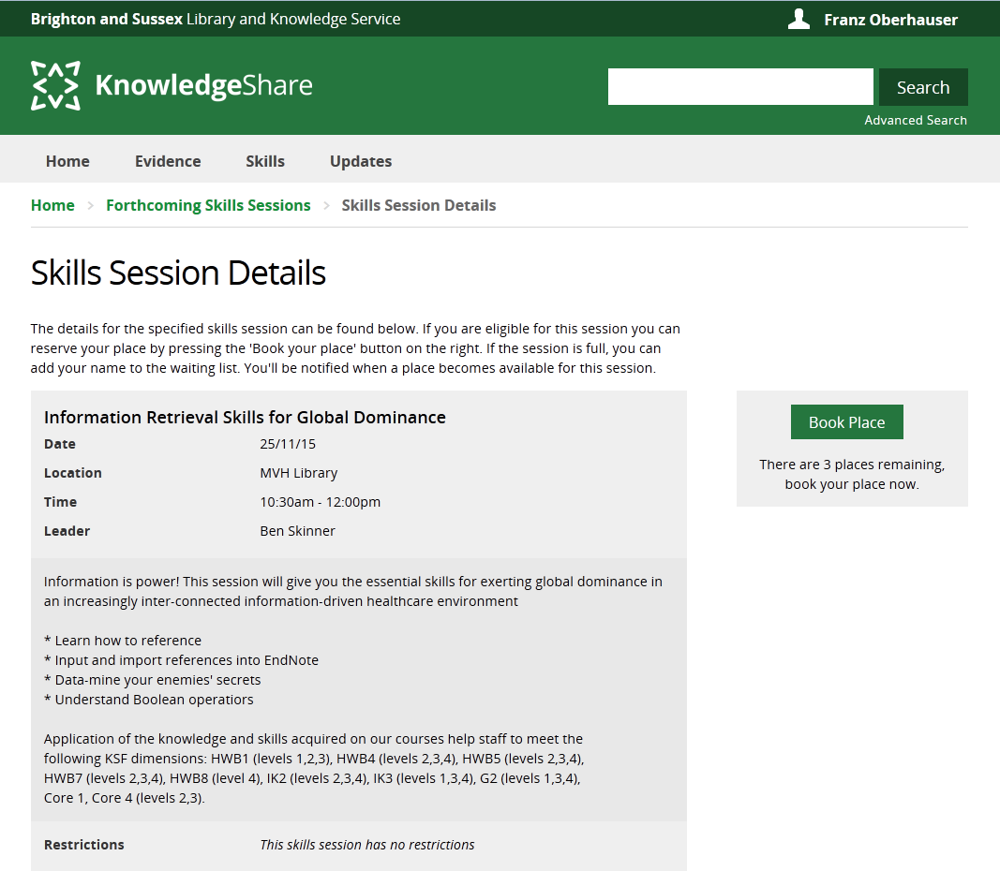 Brighton and Sussex Library and Knowledge Service
Franz Oberhauser
KnowledgeShare
Search
Advanced Search
Home Evidence Skills Updates
Home > Forthcoming Skills Sessions > Skills Session Details
Skills Session Details
The details for the specified skills session can be found below. If you are eligible for this session you can
reserve your place by pressing the 'Book your place' button on the right. If the session is full, you can
add your name to the waiting list. You'll be notified when a place becomes available for this session.
Information Retrieval Skills for Global Dominance
Date 25/11/15
Location MVH Library
Time 10:30am - 12:00pm
Leader Ben Skinner
Information is power! This session will give you the essential skills for exerting global dominance in
an increasingly inter-connected information-driven healthcare environment
* Learn how to reference
* Input and import references into EndNote
* Data-mine your enemies' secrets
* Understand Boolean operatiors
Application of the knowledge and skills acquired on our courses help staff to meet the
following KSF dimensions: HWB1 (levels 1,2,3), HWB4 (levels 2,3,4), HWB5 (levels 2,3,4),
HWB7 (levels 2,3,4), HWB8 (level 4), IK2 (levels 2,3,4), IK3 (levels 1,3,4), G2 (levels 1,3,4),
Core 1, Core 4 (levels 2,3).
Restrictions This skills session has no restrictions
Book Place
There are 3 places remaining,
book your place now.